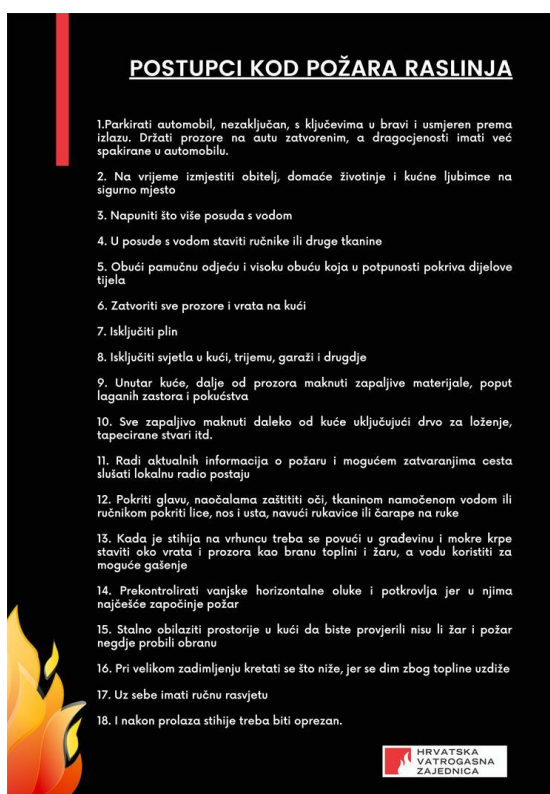 POSTUPCI KOD POŽARA RASLINJA
1.Parkirati automobil, nezaključan, s ključevima u bravi i usmjeren prema
izlazu. Držati prozore na autu zatvorenim, a dragocjenosti imati već
spakirane u automobilu.
2. Na vrijeme izmjestiti obitelj, domaće životinje i kućne ljubimce na
sigurno mjesto
3. Napuniti što više posuda s vodom
4. U posude s vodom staviti ručnike ili druge tkanine
5. Obući pamučnu odjeću i visoku obuću koja u potpunosti pokriva dijelove
tijela
6. Zatvoriti sve prozore i vrata na kući
7. Isključiti plin
8. Isključiti svjetla u kući, trijemu, garaži i drugdje
9. Unutar kuće, dalje od prozora maknuti zapaljive materijale, poput
laganih zastora i pokućstva
10. Sve zapaljivo maknuti daleko od kuće uključujući drvo za loženje,
tapecirane stvari itd.
11. Radi aktualnih informacija o požaru i mogućem zatvaranjima cesta
slušati lokalnu radio postaju
12. Pokriti glavu, naočalama zaštititi oči, tkaninom namočenom vodom ili
ručnikom pokriti lice, nos i usta, navući rukavice ili čarape na ruke
13. Kada je stihija na vrhuncu treba se povući u građevinu i mokre krpe
staviti oko vrata i prozora kao branu toplini i žaru, a vodu koristiti za
moguće gašenje
14. Prekontrolirati vanjske horizontalne oluke i potkrovlja jer u njima
najčešće započinje požar
15. Stalno obilaziti prostorije u kući da biste provjerili nisu li žar i požar
negdje probili obranu
16. Pri velikom zadimljenju kretati se što niže, jer se dim zbog topline uzdiže
17. Uz sebe imati ručnu rasvjetu
18. I nakon prolaza stihije treba biti oprezan.
HRVATSKA
VATROGASNA
ZAJEDNICA